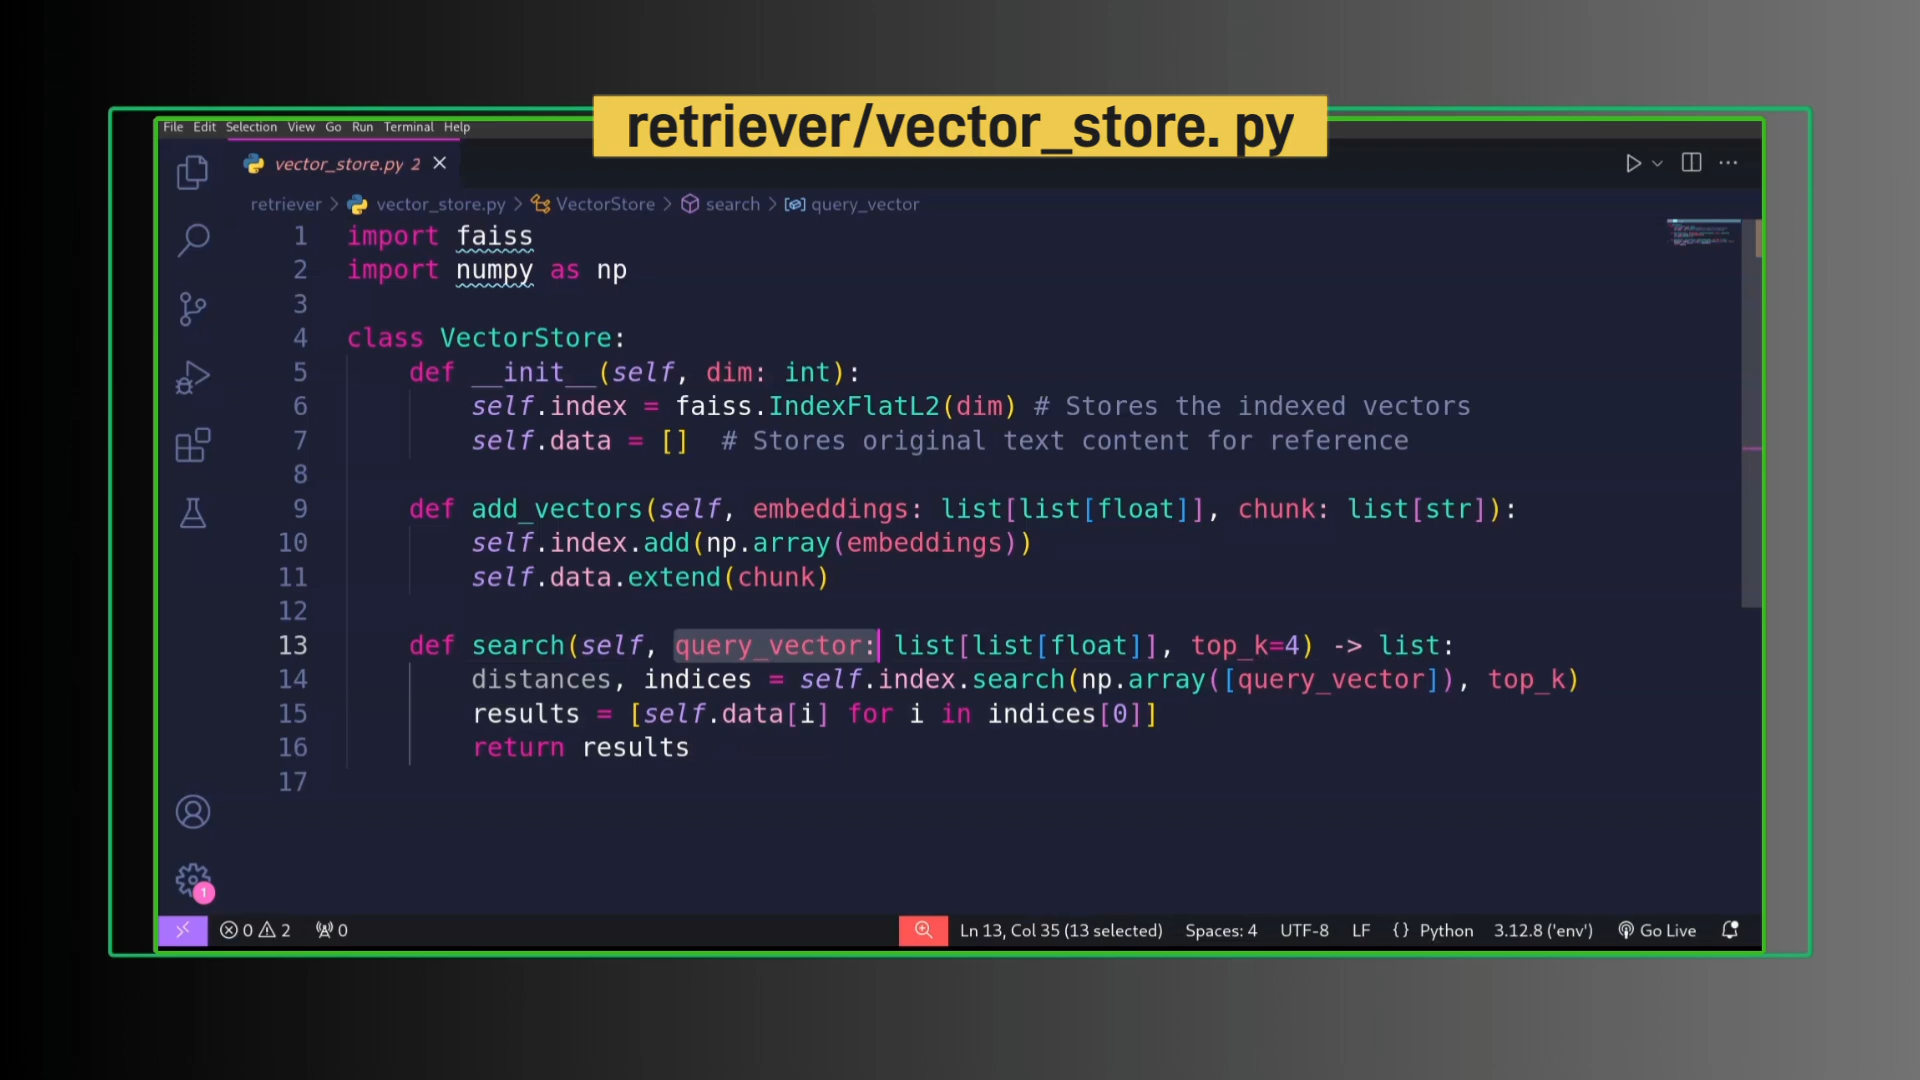 retriever/vector_store. py
File Edit Selection View Go Run Terminal Help
vector_store.py 2
retriever > vector_store.py > VectorStore > search > query_vector
1 import faiss
2 import numpy as np
3
4 class VectorStore:
5     def __init__(self, dim: int):
6         self.index = faiss.IndexFlatL2(dim) # Stores the indexed vectors
7         self.data = []  # Stores original text content for reference
8
9     def add_vectors(self, embeddings: list[list[float]], chunk: list[str]):
10         self.index.add(np.array(embeddings))
11         self.data.extend(chunk)
12
13     def search(self, query_vector: list[list[float]], top_k=4) -> list:
14         distances, indices = self.index.search(np.array([query_vector]), top_k)
15         results = [self.data[i] for i in indices[0]]
16         return results
17
1
0 2 0 Ln 13, Col 35 (13 selected) Spaces: 4 UTF-8 LF {} Python 3.12.8 ('env') Go Live